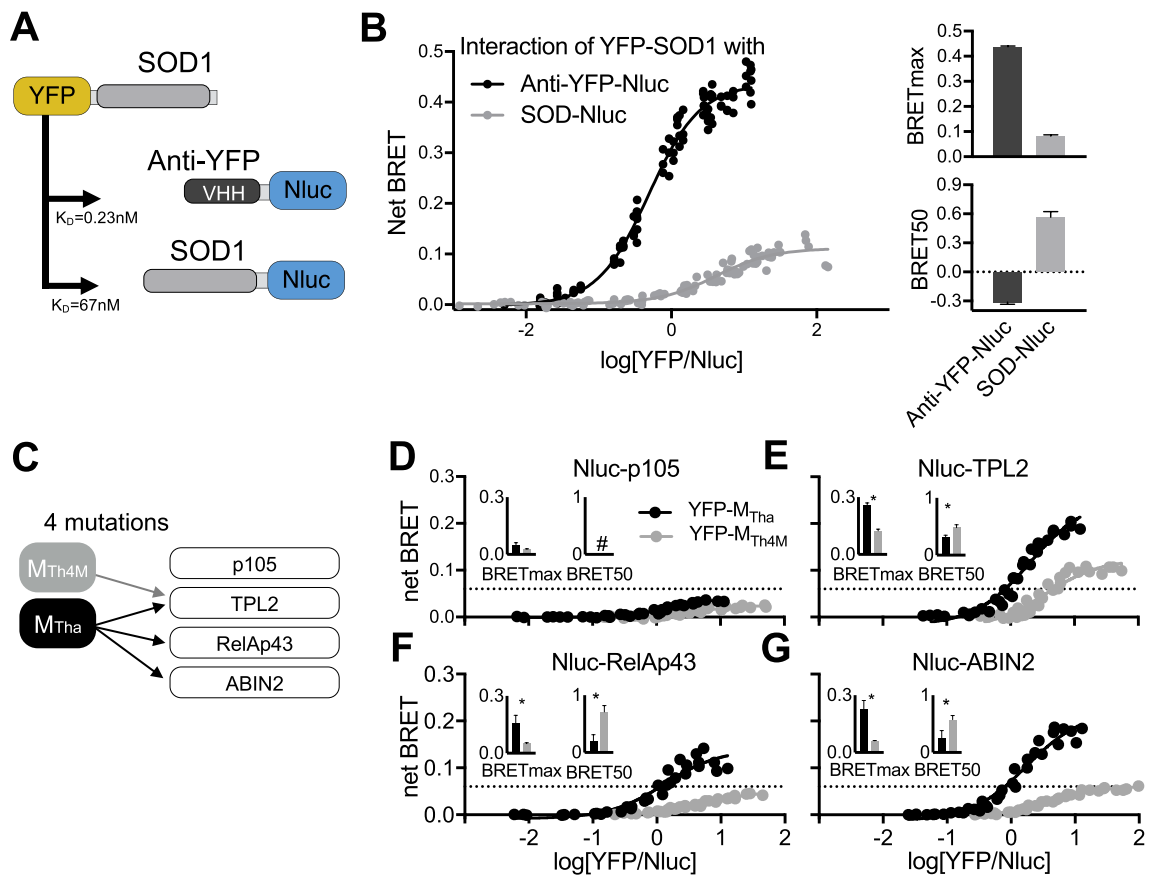 A
SOD1
YFP
Anti-YFP
VHH
Nluc
KD=0.23nM
SOD1
Nluc
KD=67nM
B
Interaction of YFP-SOD1 with
Anti-YFP-Nluc
SOD-Nluc
Net BRET
0.5
0.4
0.3
0.2
0.1
0.0
-2
0
2
log[YFP/Nluc]
BRETmax
0.5
0.4
0.3
0.2
0.1
0.0
BRET50
0.9
0.6
0.3
0.0
-0.3
Anti-YFP-Nluc
SOD-Nluc
C
4 mutations
MTh4M
MTha
p105
TPL2
RelAp43
ABIN2
D
Nluc-p105
net BRET
0.3
0.2
0.1
0.0
0.3
0.0
BRETmax
1
0
#
BRET50
YFP-MTha
YFP-MTh4M
E
Nluc-TPL2
0.3
0.0
*
BRETmax
1
0
*
BRET50
F
Nluc-RelAp43
net BRET
0.3
0.2
0.1
0.0
0.3
0.0
*
BRETmax
1
0
*
BRET50
-2
-1
0
1
2
log[YFP/Nluc]
G
Nluc-ABIN2
0.3
0.0
*
BRETmax
1
0
*
BRET50
-2
-1
0
1
2
log[YFP/Nluc]